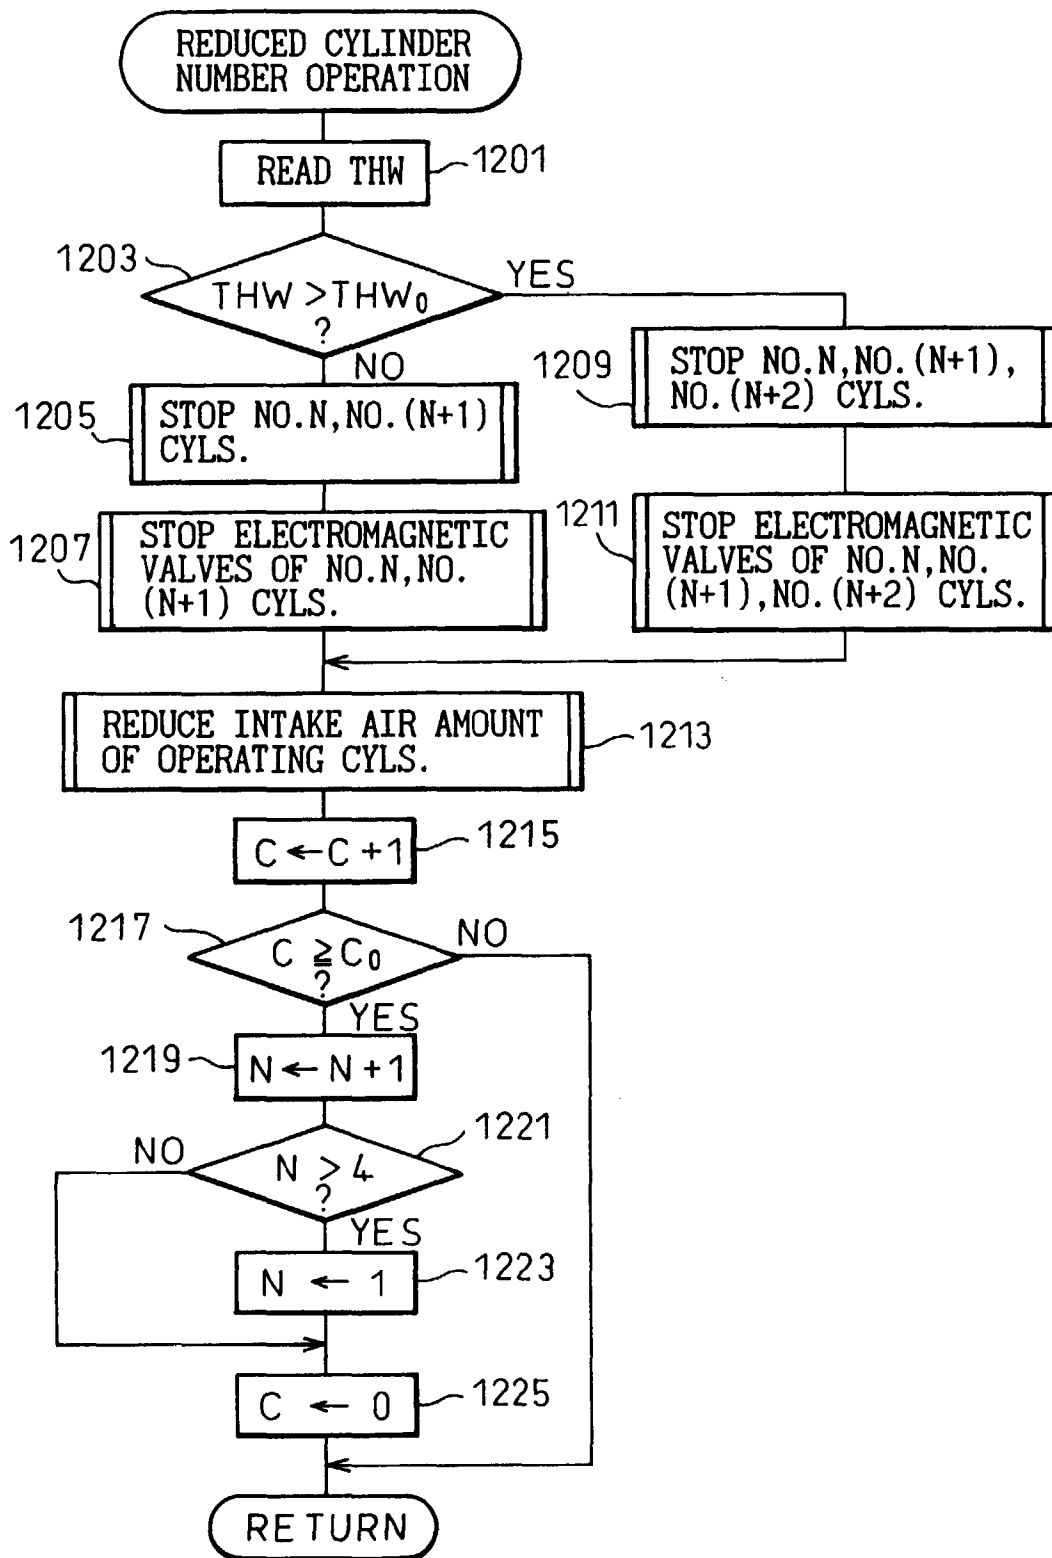 REDUCED CYLINDER
NUMBER OPERATION
READ THW
1201
1203
THW > THW₀
?
YES
NO
1205
STOP NO.N,NO.(N+1)
CYLS.
1209
STOP NO.N,NO.(N+1),
NO.(N+2) CYLS.
1207
STOP ELECTROMAGNETIC
VALVES OF NO.N,NO.
(N+1) CYLS.
1211
STOP ELECTROMAGNETIC
VALVES OF NO.N,NO.
(N+1),NO.(N+2) CYLS.
REDUCE INTAKE AIR AMOUNT
OF OPERATING CYLS.
1213
C ← C + 1
1215
1217
C ≧ C₀
?
NO
YES
1219
N ← N + 1
1221
NO
N > 4
?
YES
N ← 1
1223
C ← 0
1225
RETURN